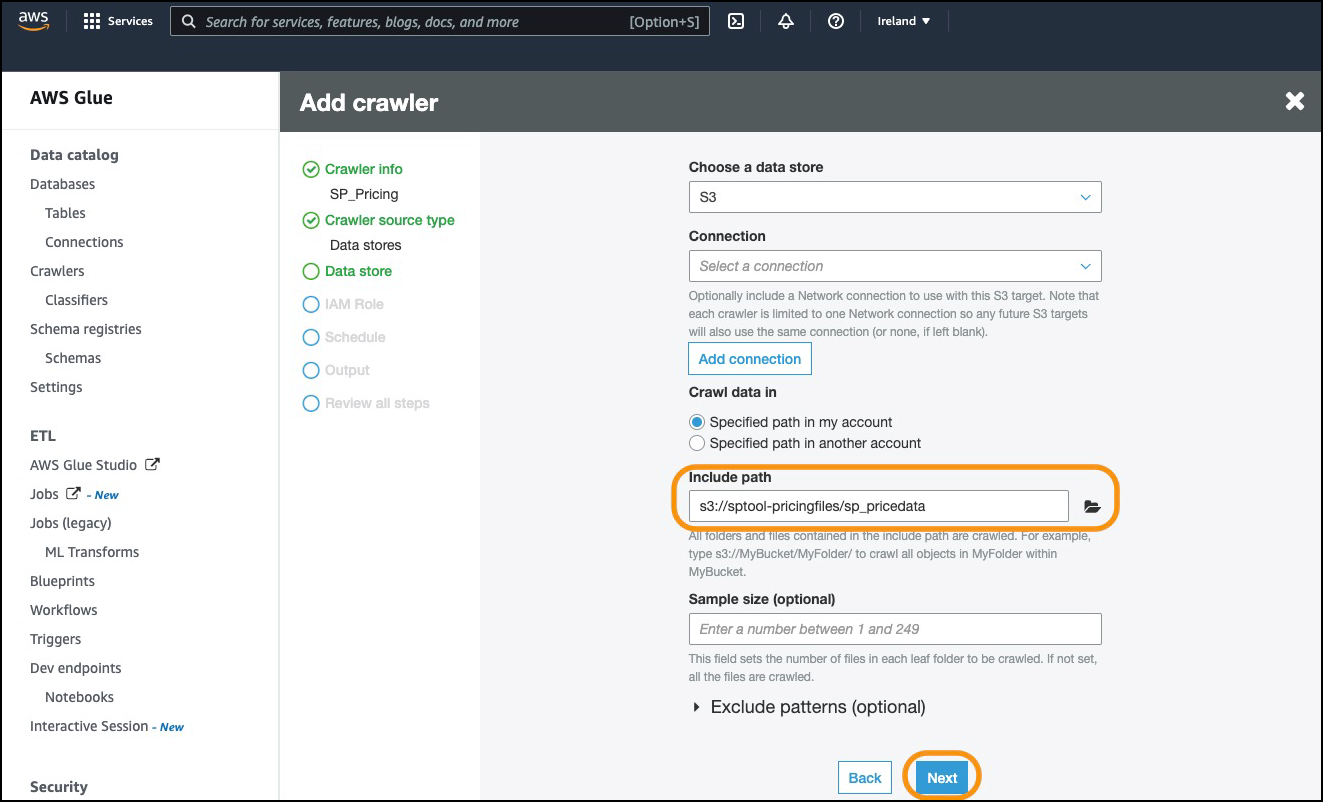 aws
Services
Search for services, features, blogs, docs, and more [Option+S]
Ireland
AWS Glue
Data catalog
Databases
Tables
Connections
Crawlers
Classifiers
Schema registries
Schemas
Settings
ETL
AWS Glue Studio
Jobs - New
Jobs (legacy)
ML Transforms
Blueprints
Workflows
Triggers
Dev endpoints
Notebooks
Interactive Session - New
Security
Add crawler
Crawler info
SP_Pricing
Crawler source type
Data stores
Data store
IAM Role
Schedule
Output
Review all steps
Choose a data store
S3
Connection
Select a connection
Optionally include a Network connection to use with this S3 target. Note that
each crawler is limited to one Network connection so any future S3 targets
will also use the same connection (or none, if left blank).
Add connection
Crawl data in
Specified path in my account
Specified path in another account
Include path
s3://sptool-pricingfiles/sp_pricedata
All folders and files contained in the include path are crawled. For example,
type s3://MyBucket/MyFolder/ to crawl all objects in MyFolder within
MyBucket.
Sample size (optional)
Enter a number between 1 and 249
This field sets the number of files in each leaf folder to be crawled. If not set,
all the files are crawled.
Exclude patterns (optional)
Back
Next